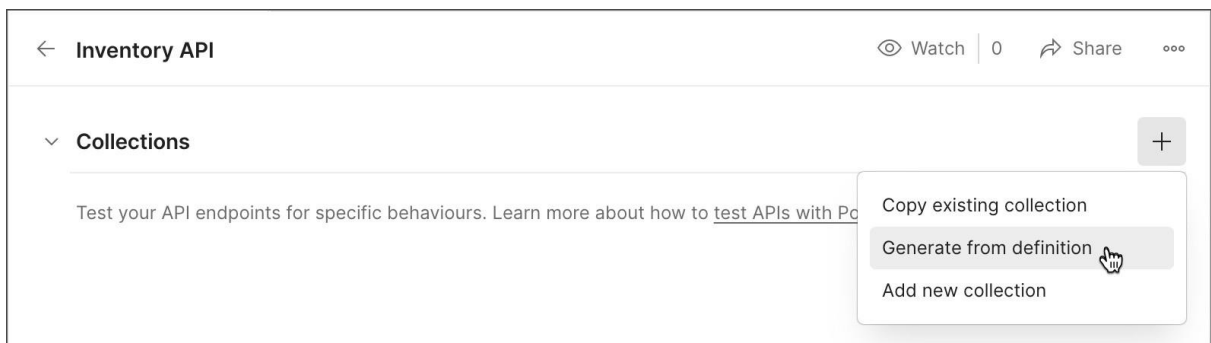 Inventory API
Watch 0 Share
Collections
Test your API endpoints for specific behaviours. Learn more about how to test APIs with
Copy existing collection
Generate from definition
Add new collection